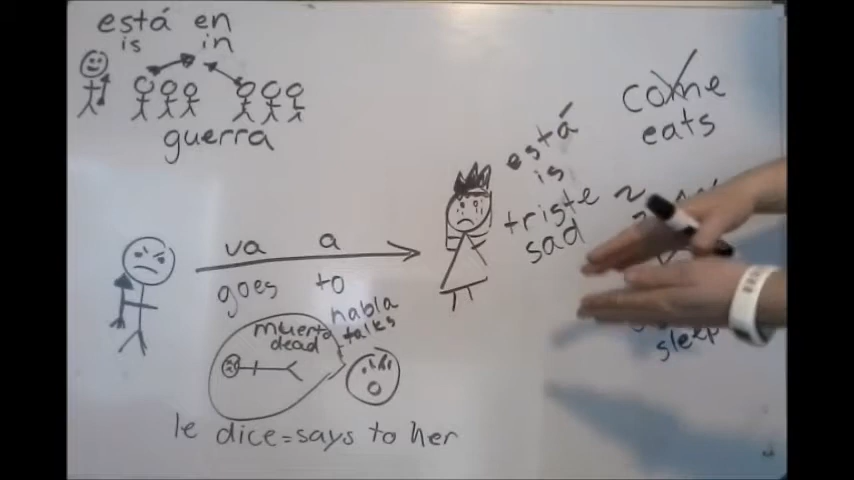 está en
is in
guerra
va a
goes to
habla
talks
muerto
dead
le dice=says to her
está
is
triste
sad
come
eats
sleep